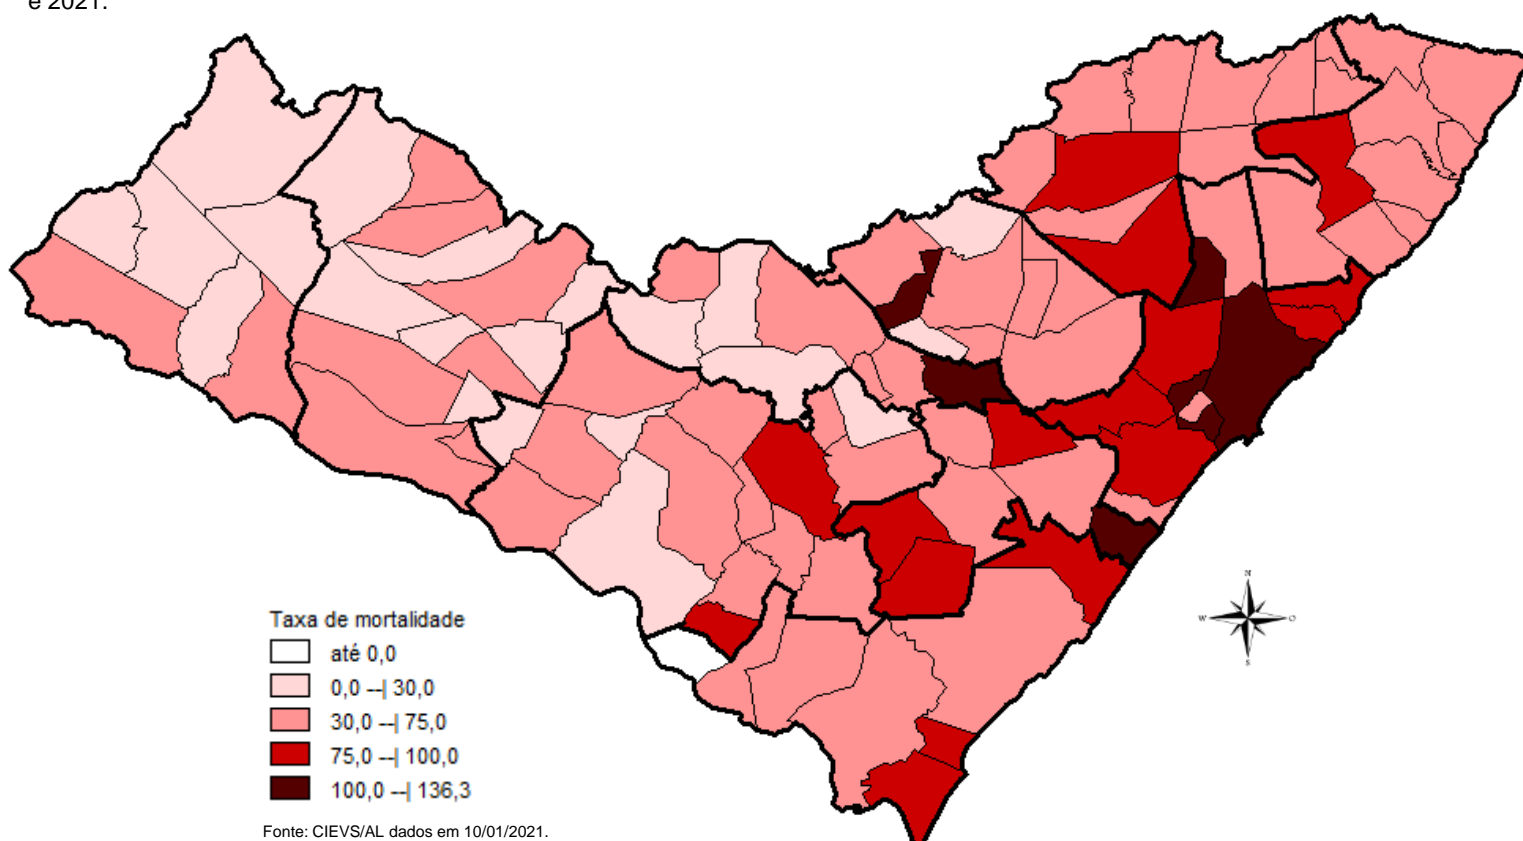 e 2021.
N
W
O
S
Taxa de mortalidade
até 0,0
0,0 --| 30,0
30,0 --| 75,0
75,0 --| 100,0
100,0 --| 136,3
Fonte: CIEVS/AL dados em 10/01/2021.